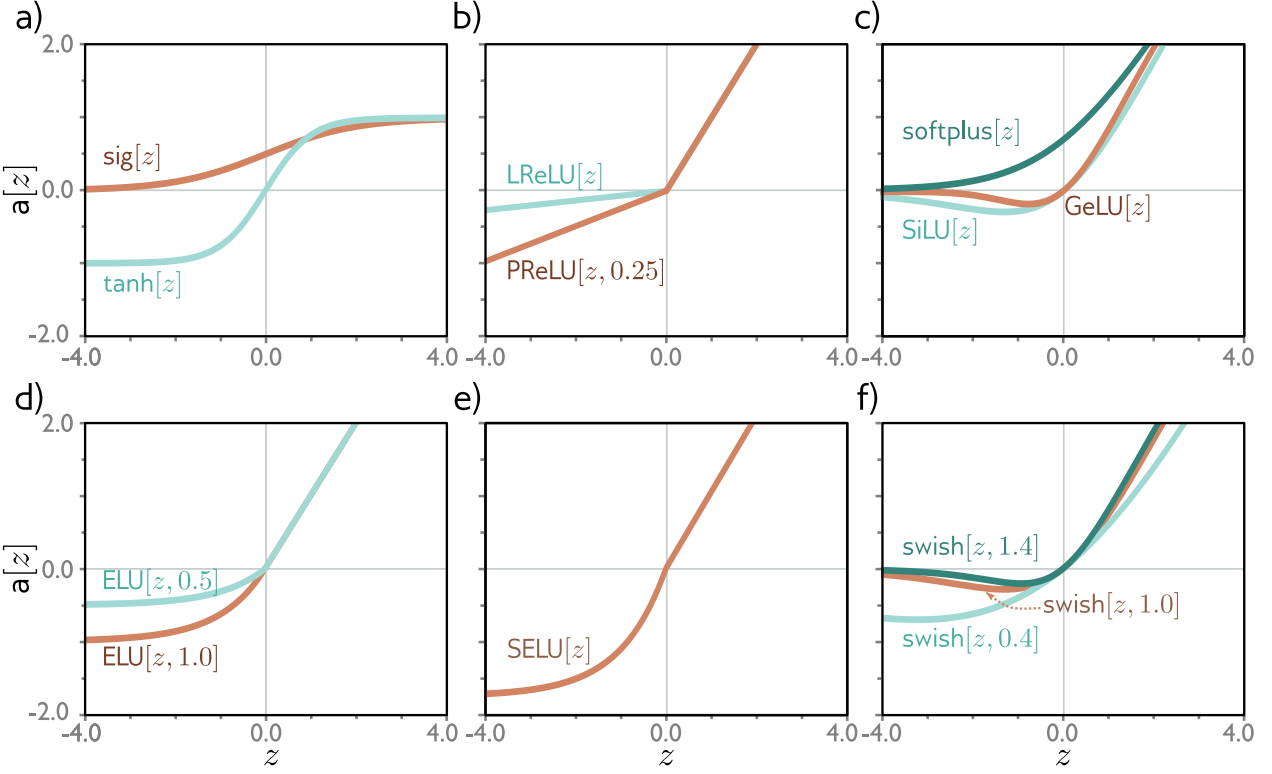 a)
b)
c)
2.0
a[z]
0.0
-2.0
sig[z]
tanh[z]
LReLU[z]
PReLU[z, 0.25]
softplus[z]
GeLU[z]
SiLU[z]
-4.0
0.0
4.0
-4.0
0.0
4.0
-4.0
0.0
4.0
d)
e)
f)
2.0
a[z]
0.0
-2.0
ELU[z, 0.5]
ELU[z, 1.0]
SELU[z]
swish[z, 1.4]
swish[z, 1.0]
swish[z, 0.4]
-4.0
0.0
4.0
-4.0
0.0
4.0
-4.0
0.0
4.0
z
z
z